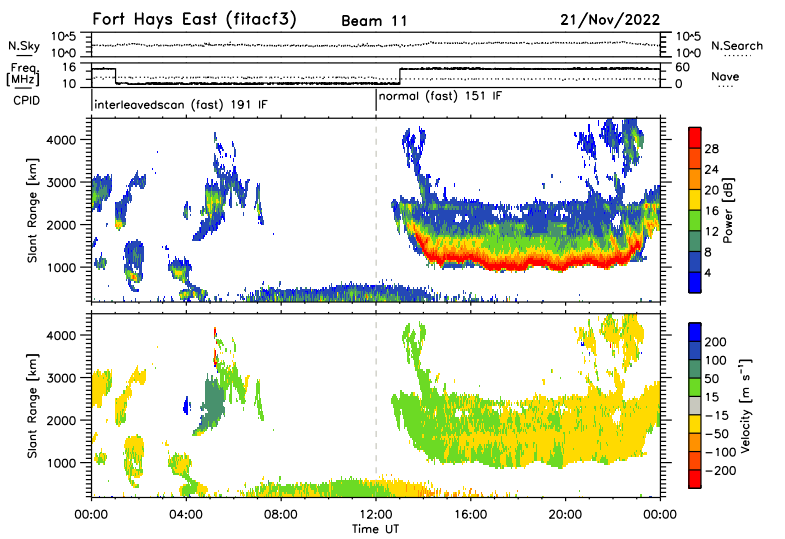 Fort Hays East (fitacf3) Beam 11 21/Nov/2022
N.Sky 10^5 10^5 N.Search
10^0 10^0
Freq. 16 60 Nave
[MHz] 10 0
CPID interleavedscan (fast) 191 IF normal (fast) 151 IF
Slant Range [km]
4000
3000
2000
1000
Power [dB]
28
24
20
16
12
8
4
Slant Range [km]
4000
3000
2000
1000
Velocity [m s⁻¹]
200
100
50
15
−15
−50
−100
−200
00:00 04:00 08:00 12:00 16:00 20:00 00:00
Time UT